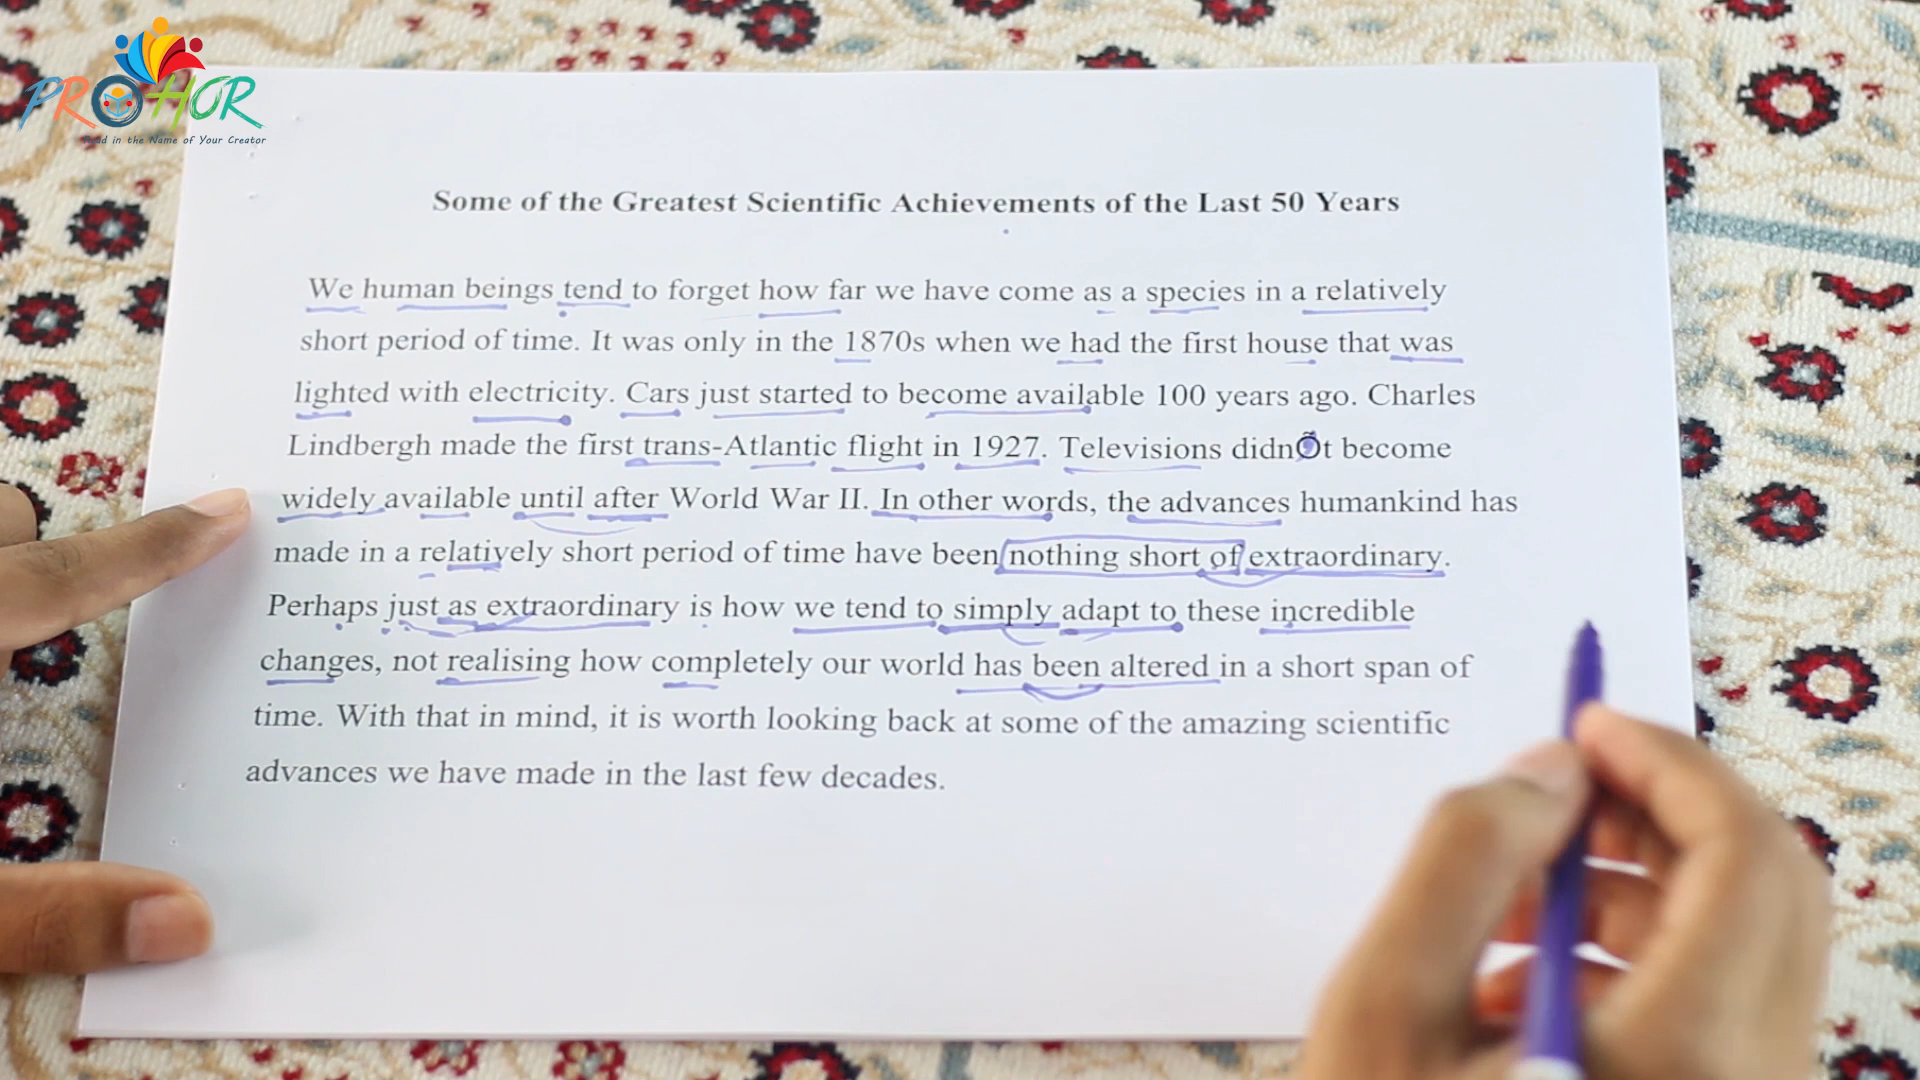 PROHOR
Read in the Name of Your Creator
Some of the Greatest Scientific Achievements of the Last 50 Years
We human beings tend to forget how far we have come as a species in a relatively
short period of time. It was only in the 1870s when we had the first house that was
lighted with electricity. Cars just started to become available 100 years ago. Charles
Lindbergh made the first trans-Atlantic flight in 1927. Televisions didnÕt become
widely available until after World War II. In other words, the advances humankind has
made in a relatively short period of time have been nothing short of extraordinary.
Perhaps just as extraordinary is how we tend to simply adapt to these incredible
changes, not realising how completely our world has been altered in a short span of
time. With that in mind, it is worth looking back at some of the amazing scientific
advances we have made in the last few decades.